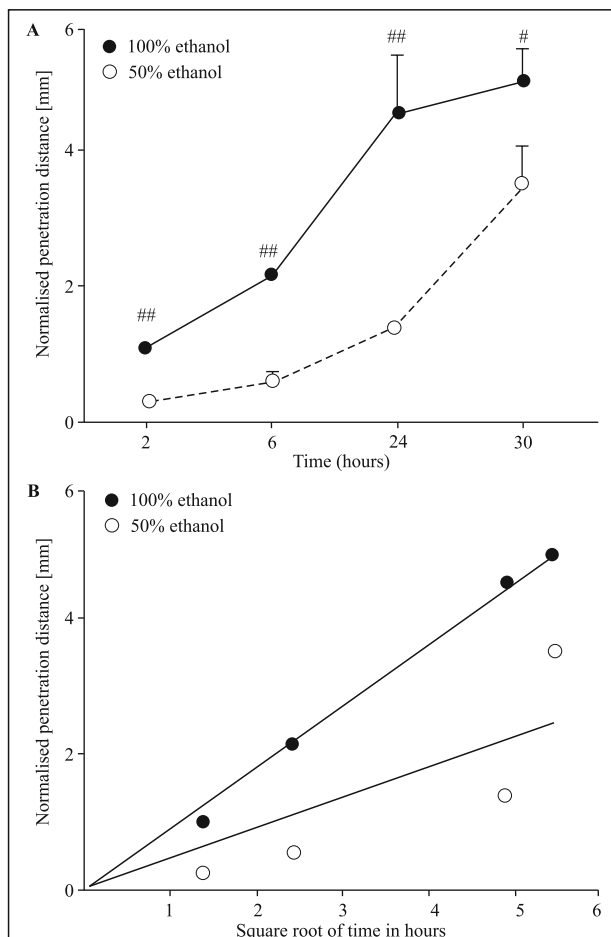 A
100% ethanol
50% ethanol
Normalised penetration distance [mm]
6
4
2
0
##
##
##
#
2 6 24 30
Time (hours)
B
100% ethanol
50% ethanol
Normalised penetration distance [mm]
6
4
2
0
1 2 3 4 5 6
Square root of time in hours